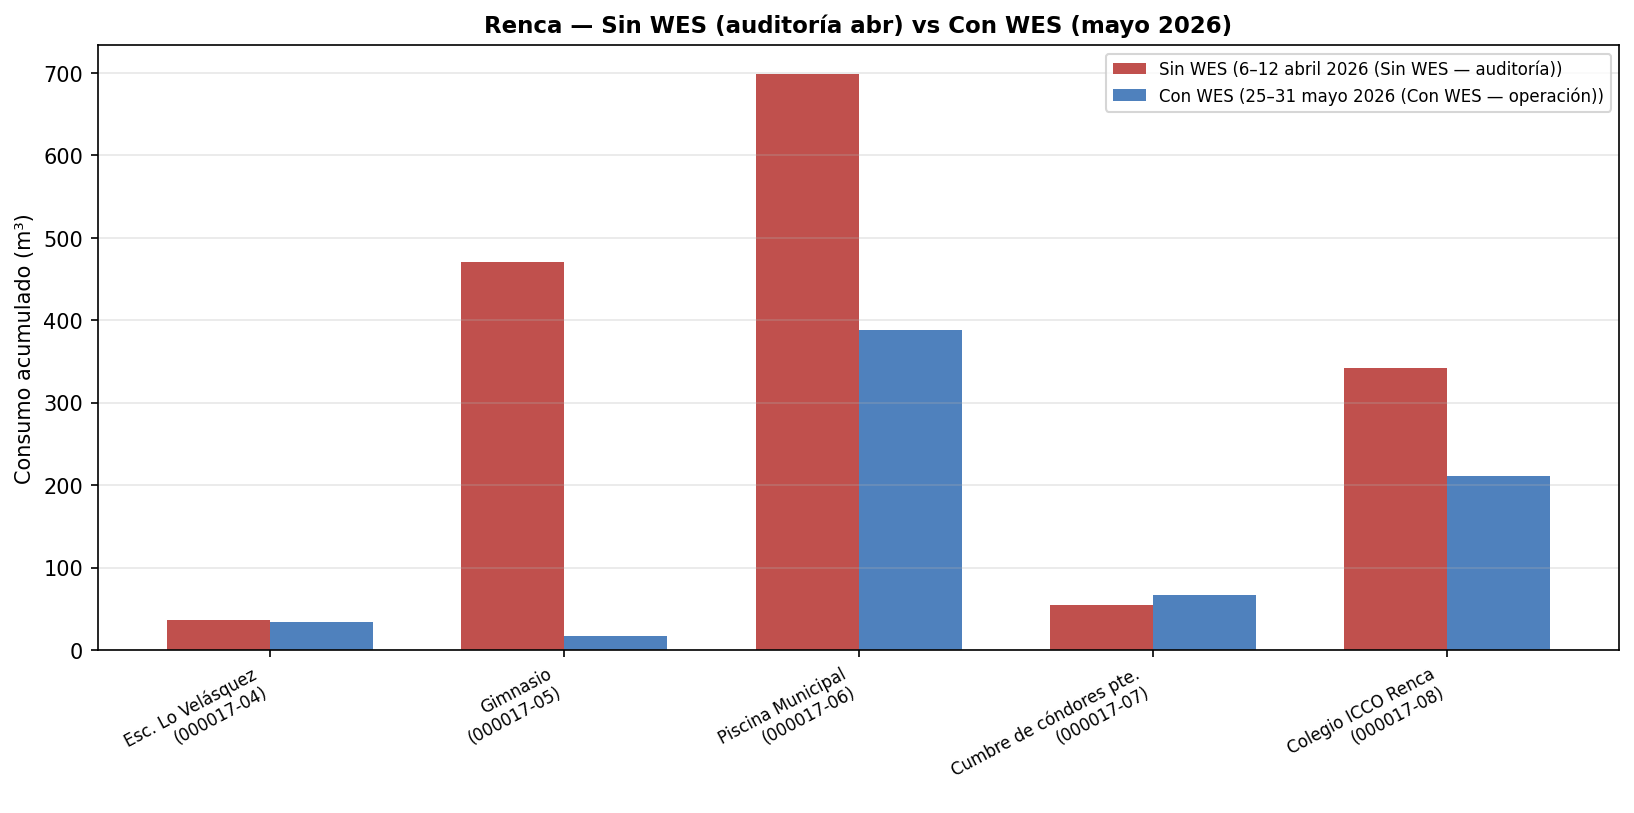 Renca — Sin WES (auditoría abr) vs Con WES (mayo 2026)
Sin WES (6–12 abril 2026 (Sin WES — auditoría))
Con WES (25–31 mayo 2026 (Con WES — operación))
Consumo acumulado (m³)
700
600
500
400
300
200
100
0
Esc. Lo Velásquez
(000017-04)
Gimnasio
(000017-05)
Piscina Municipal
(000017-06)
Cumbre de cóndores pte.
(000017-07)
Colegio ICCO Renca
(000017-08)